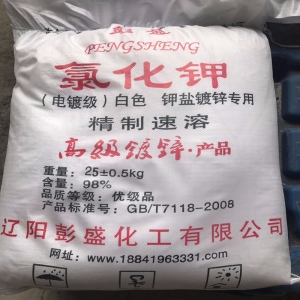 彭盛
PENGSHENG
氯化钾
（电镀级）白色 钾盐镀锌专用
精制速溶
高级镀锌·产品
重量：25±0.5kg
含量：98%
品质等级：优级品
产品标准号：GB/T7118-2008
辽阳彭盛化工有限公司
网址：www.18841963331.com